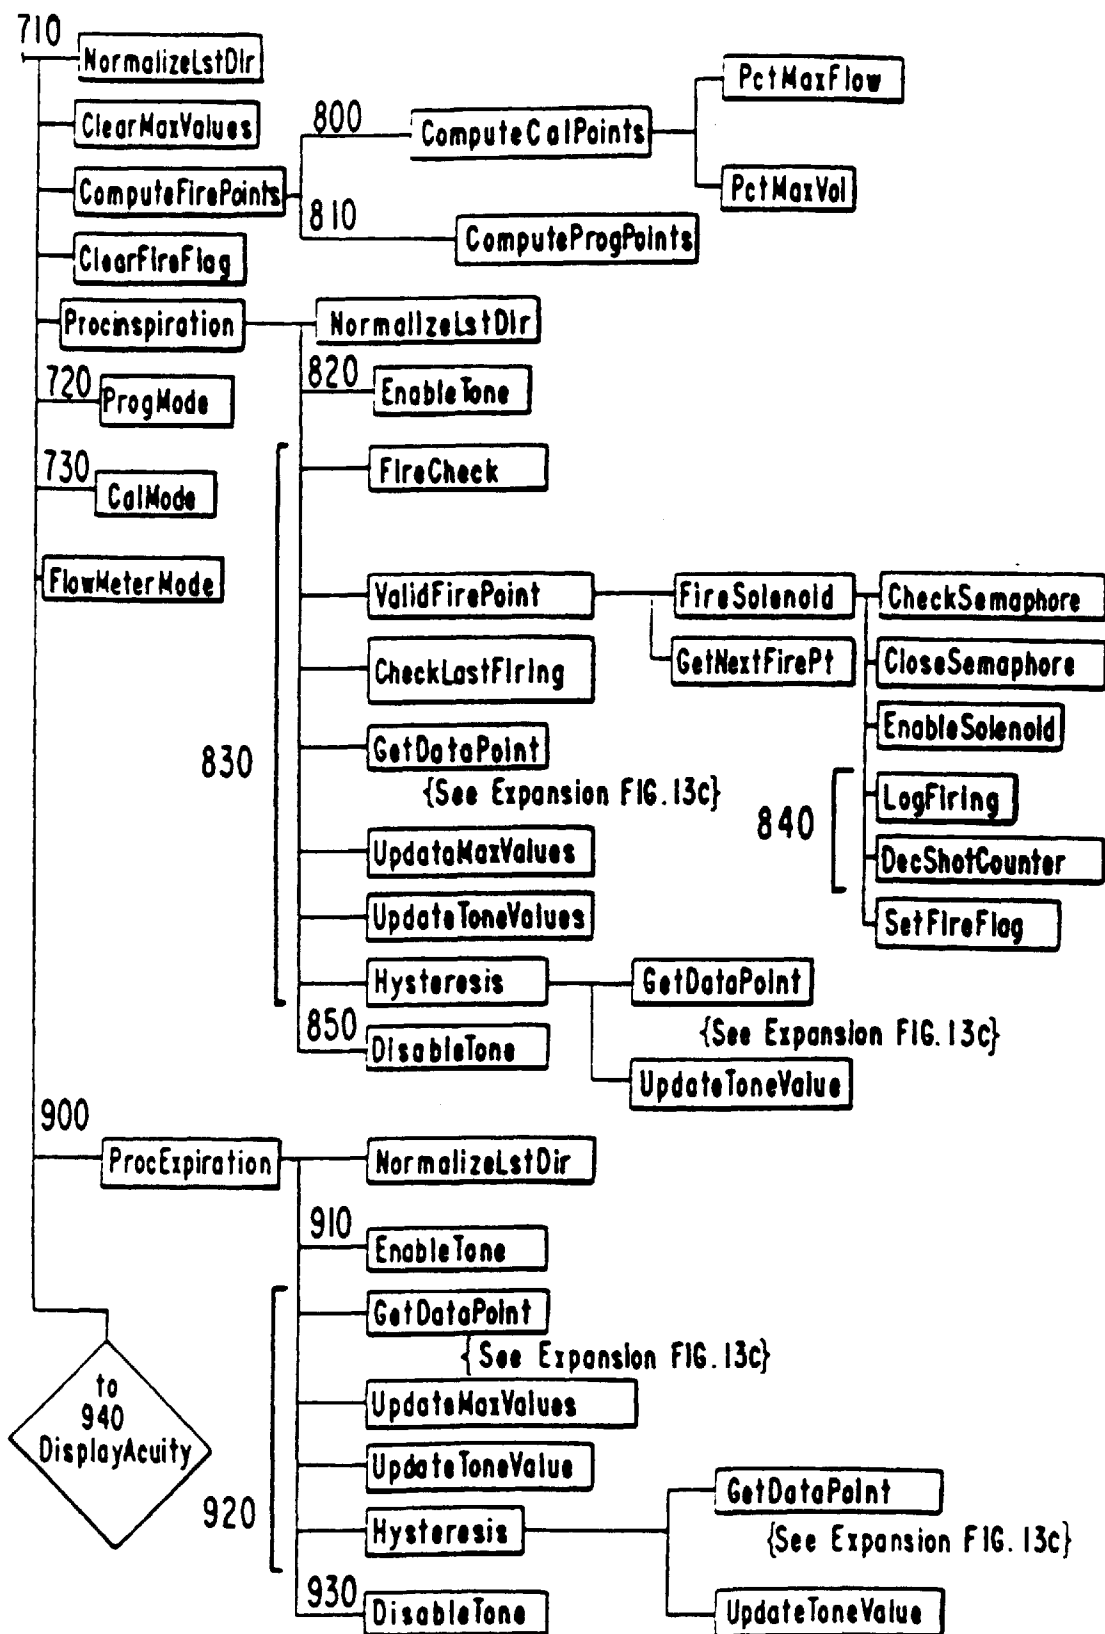 710
NormalizeLstDir
ClearMaxValues
ComputeFirePoints
800
ComputeCalPoints
PctMaxFlow
PctMaxVol
810
ComputeProgPoints
ClearFireFlag
Procinspiration
NormalizeLstDir
820
EnableTone
720
ProgMode
730
CalMode
FlowMeterMode
830
FireCheck
ValidFirePoint
FireSolenoid
CheckSemaphore
GetNextFirePt
CloseSemaphore
EnableSolenoid
840
LogFiring
DecShotCounter
SetFireFlag
CheckLastFiring
GetDataPoint
{See Expansion FIG. 13c}
UpdataMaxValues
UpdateToneValues
Hysteresis
GetDataPoint
{See Expansion FIG. 13c}
UpdateToneValue
850
DisableTone
900
ProcExpiration
NormalizeLstDir
910
EnableTone
920
GetDataPoint
{See Expansion FIG. 13c}
UpdateMaxValues
UpdateToneValue
Hysteresis
GetDataPoint
{See Expansion FIG. 13c}
UpdateToneValue
930
DisableTone
to
940
DisplayAcuity